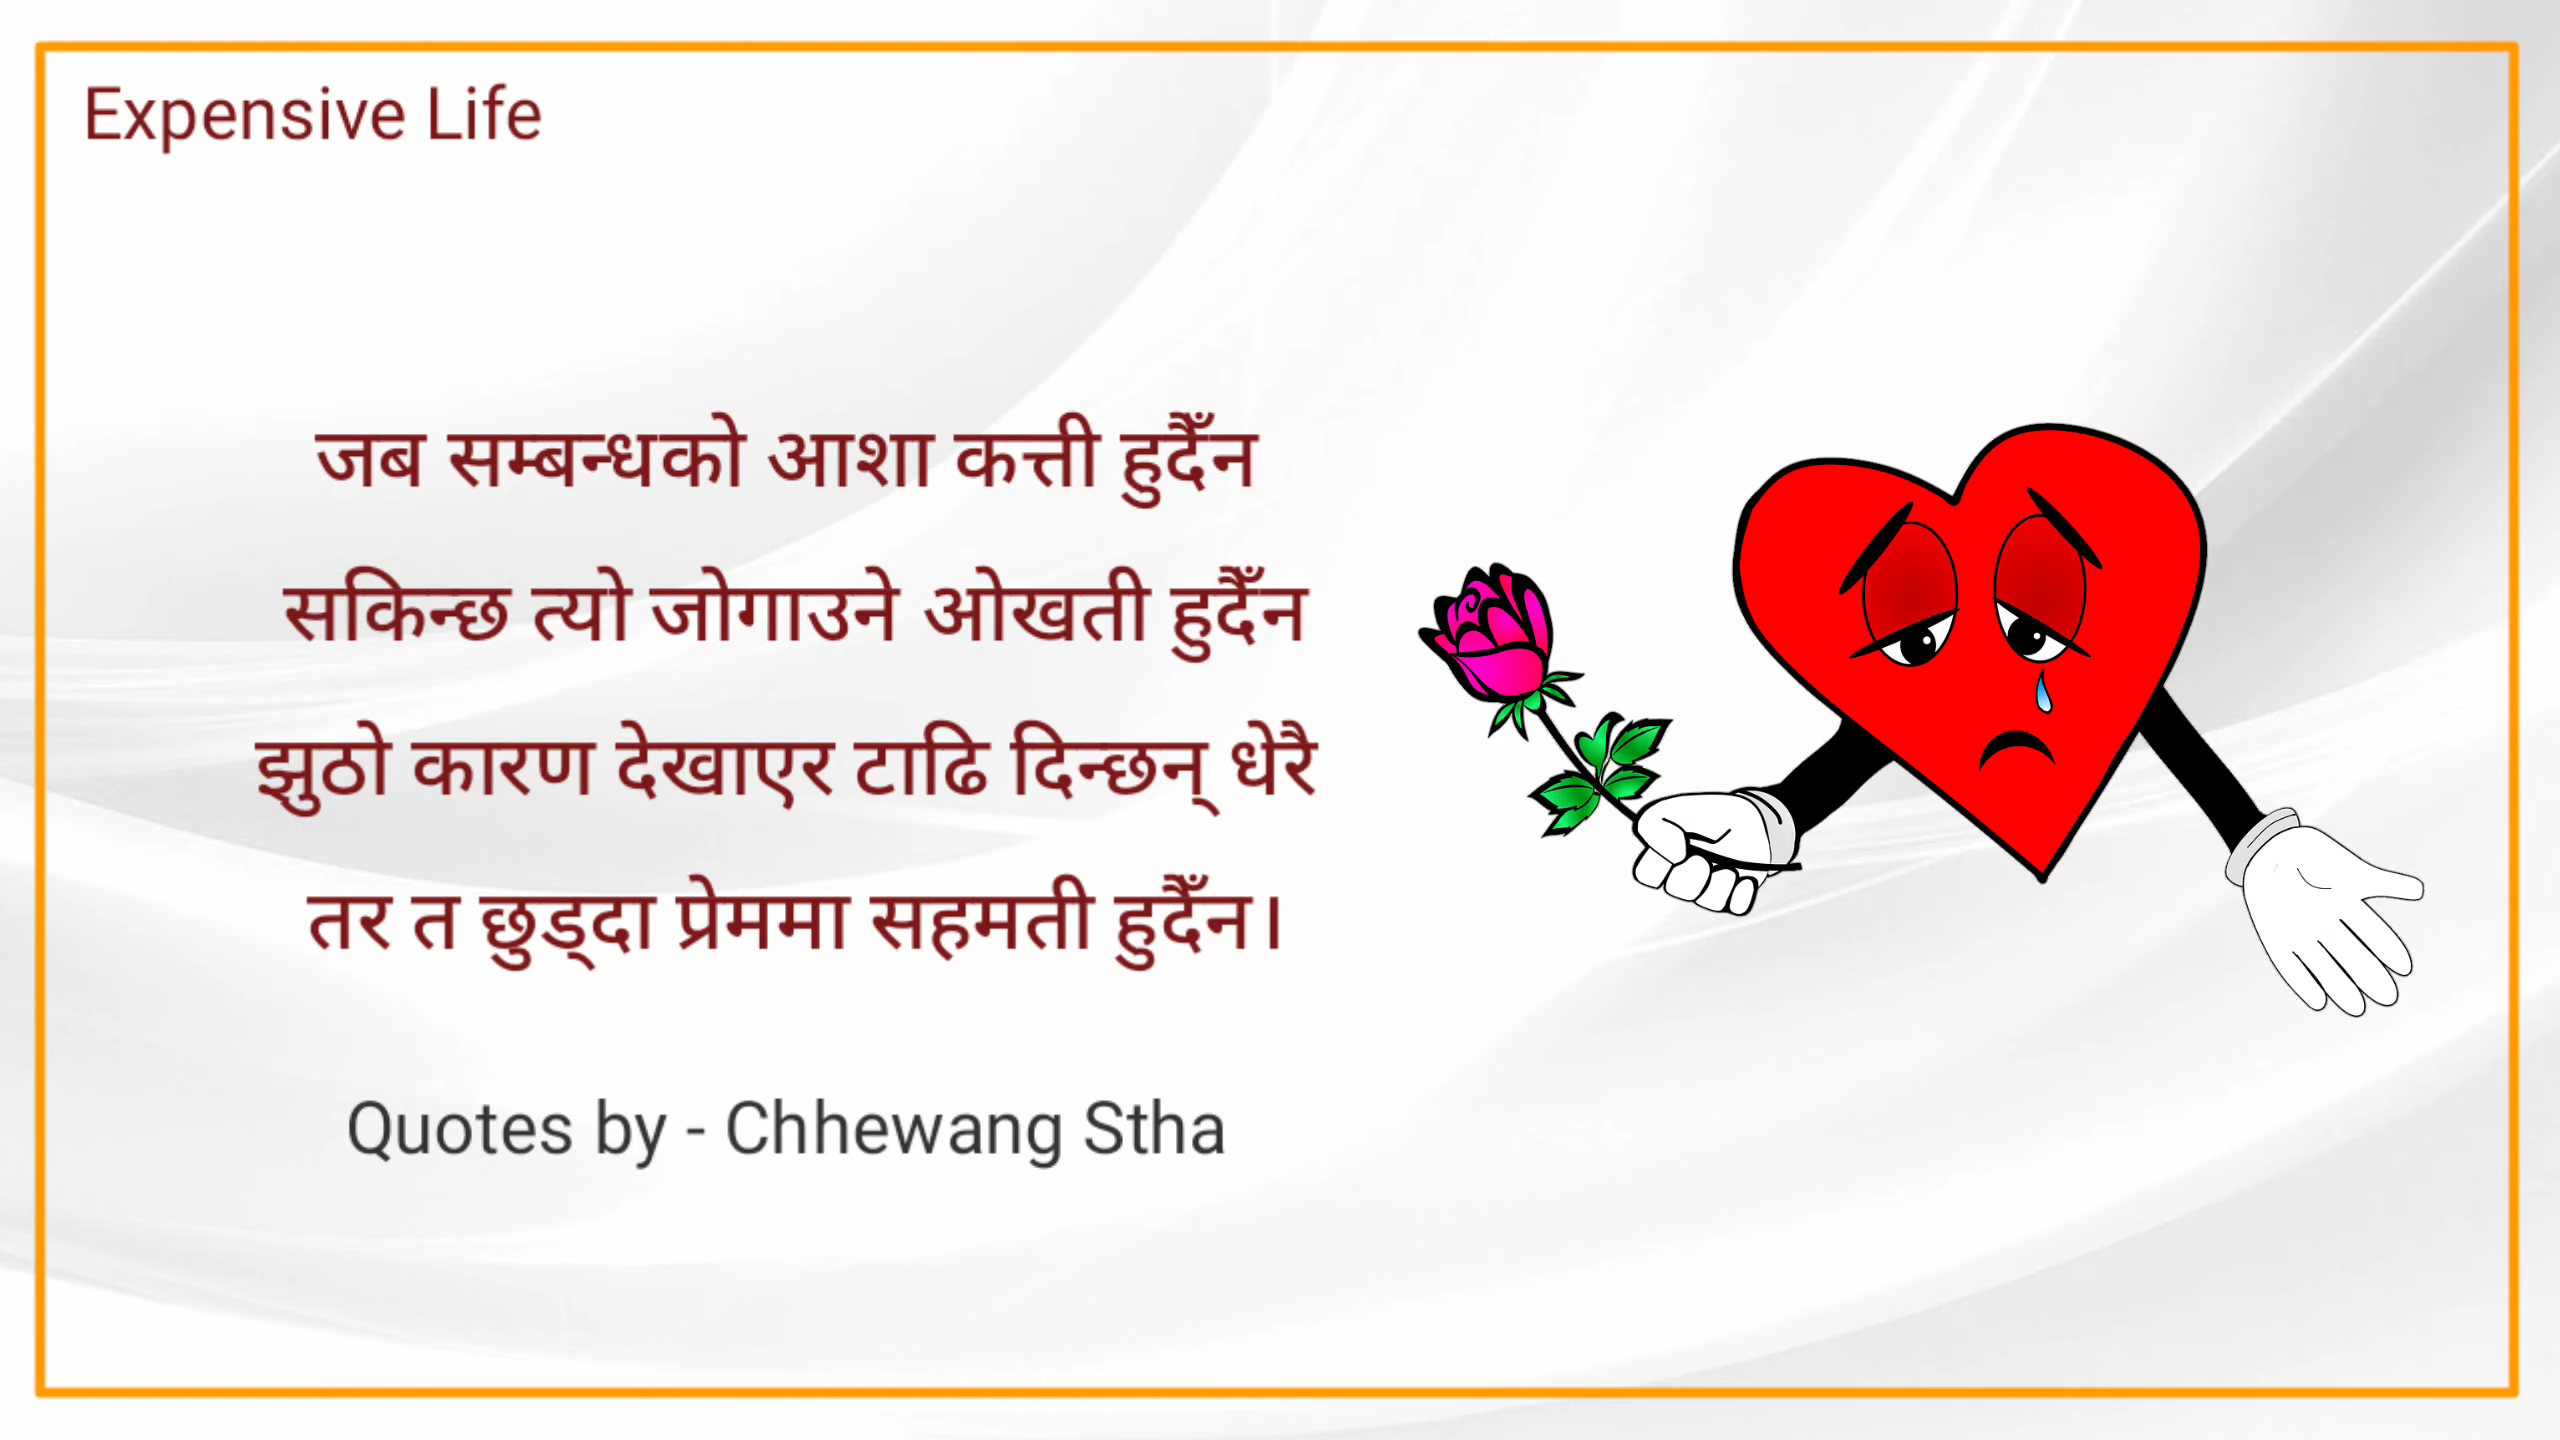 Expensive Life
जब सम्बन्धको आशा कत्ती हुदैँन
सकिन्छ त्यो जोगाउने ओखती हुदैँन
झुठो कारण देखाएर टाढि दिन्छन् धेरै
तर त छुड्दा प्रेममा सहमती हुदैँन।
Quotes by - Chhewang Stha